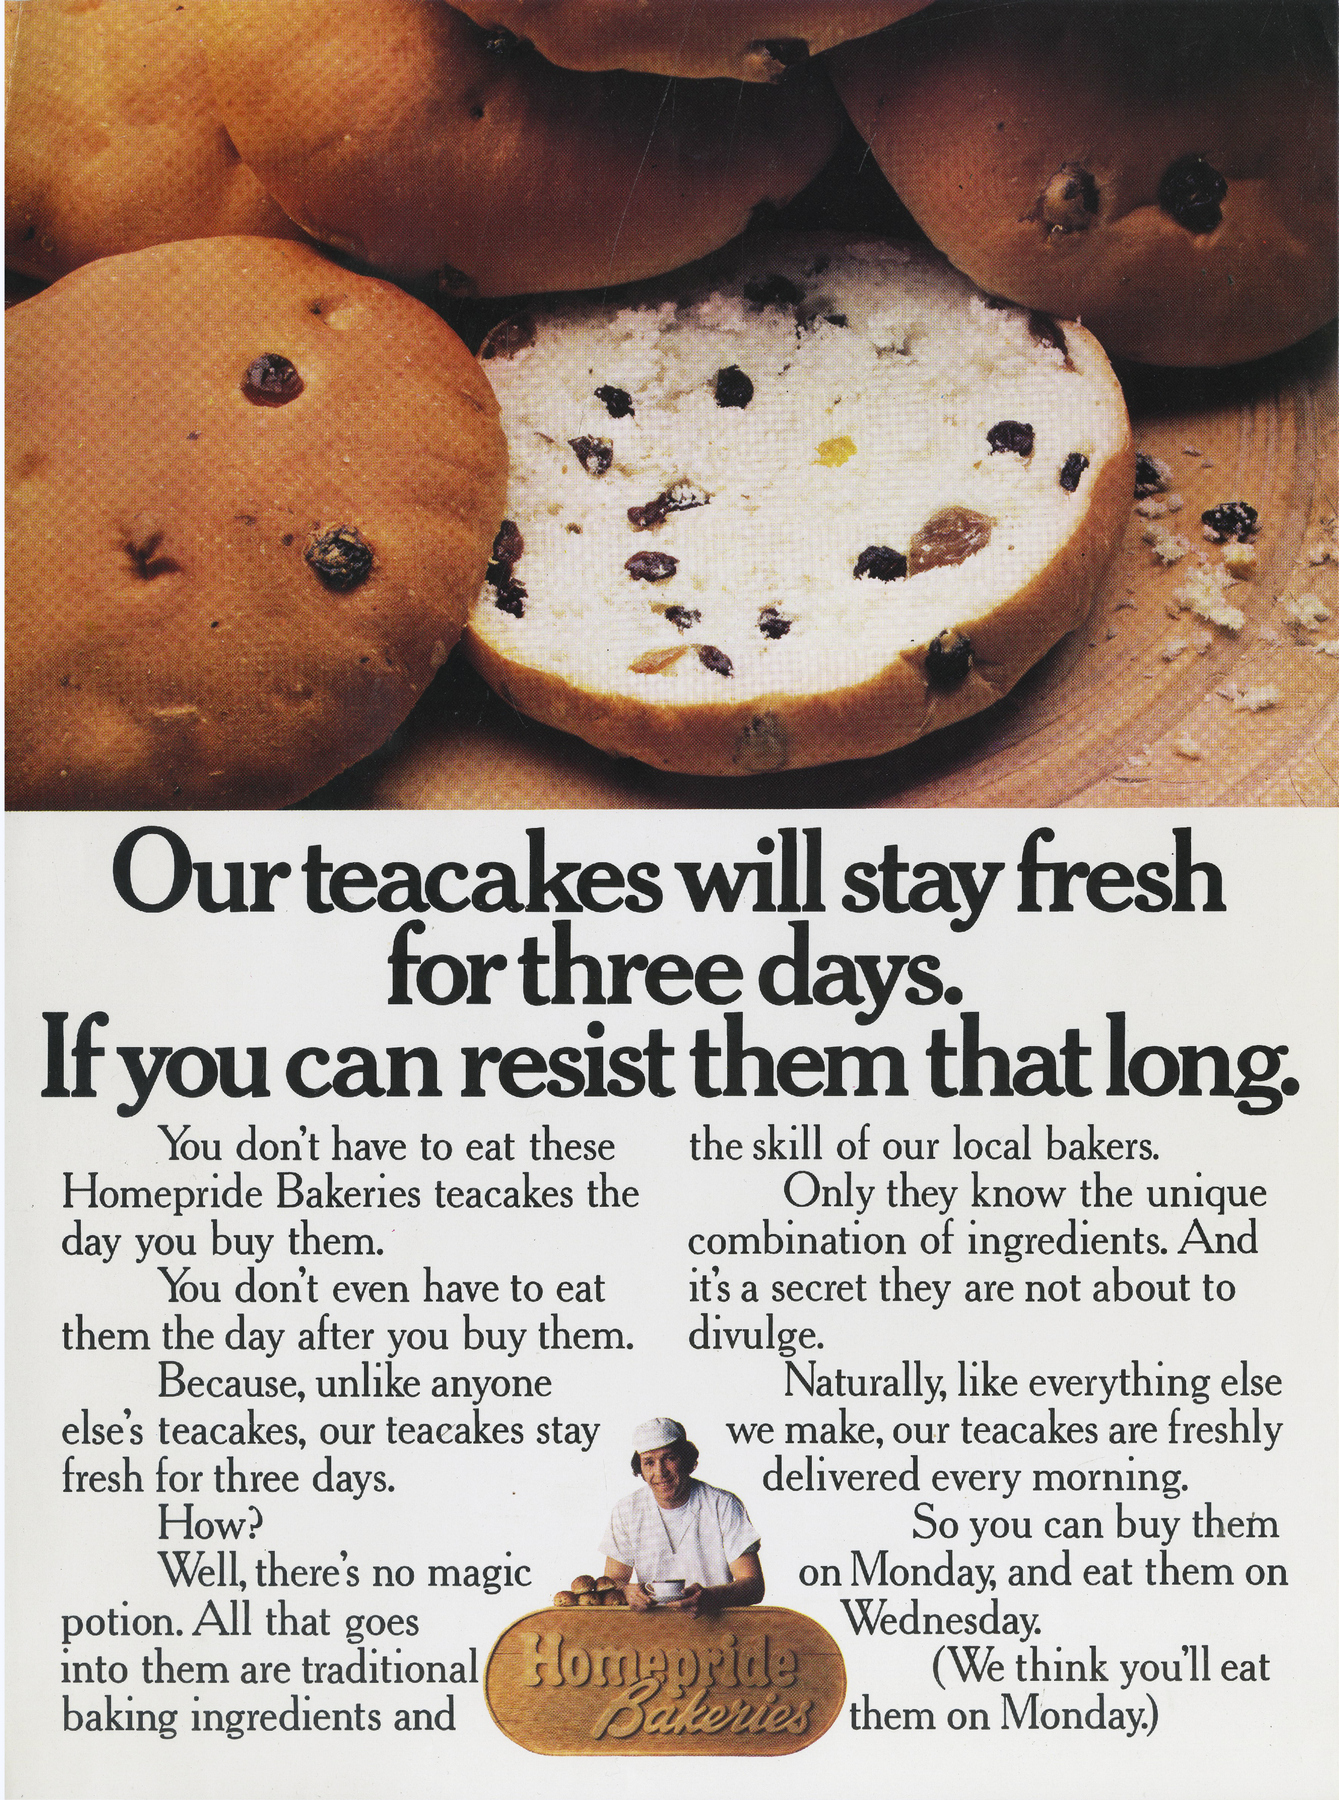 Our teacakes will stay fresh
for three days.
If you can resist them that long.
You don't have to eat these
Homepride Bakeries teacakes the
day you buy them.
You don't even have to eat
them the day after you buy them.
Because, unlike anyone
else's teacakes, our teacakes stay
fresh for three days.
How?
Well, there's no magic
potion. All that goes
into them are traditional
baking ingredients and
the skill of our local bakers.
Only they know the unique
combination of ingredients. And
it's a secret they are not about to
divulge.
Naturally, like everything else
we make, our teacakes are freshly
delivered every morning.
So you can buy them
on Monday, and eat them on
Wednesday.
(We think you'll eat
them on Monday.)
Homepride
Bakeries